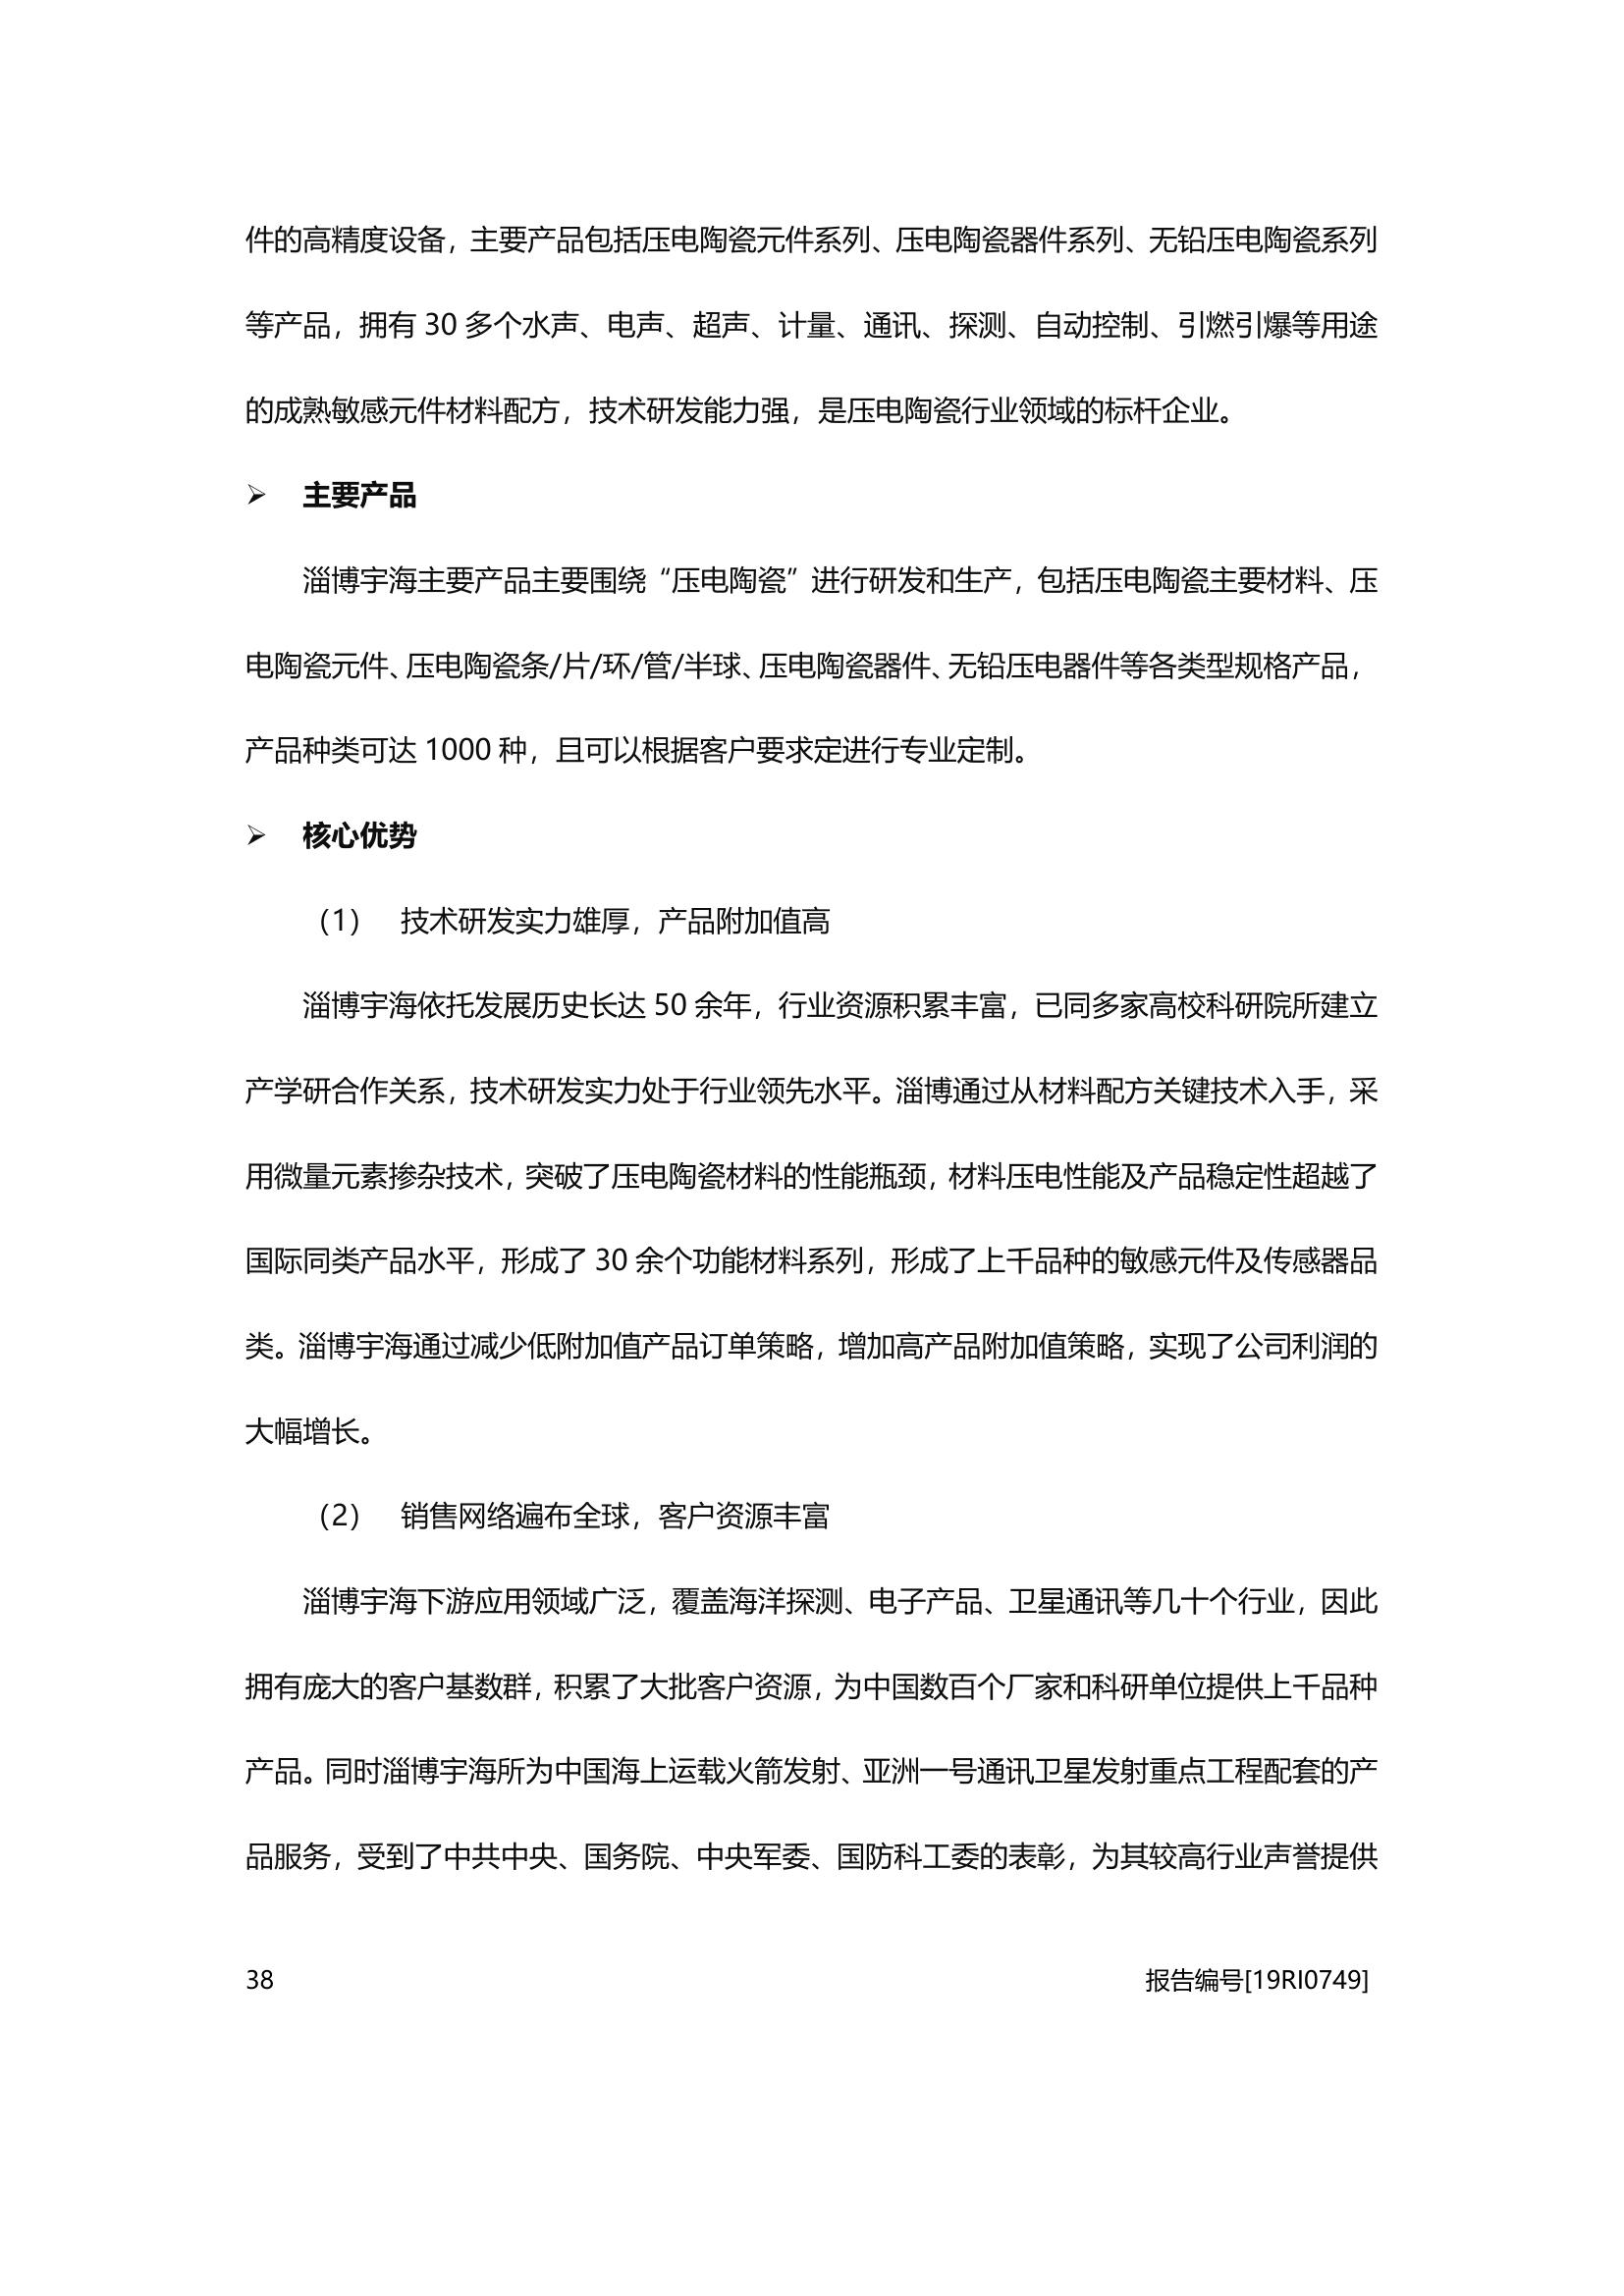 件的高精度设备，主要产品包括压电陶瓷元件系列、压电陶瓷器件系列、无铅压电陶瓷系列
等产品，拥有 30 多个水声、电声、超声、计量、通讯、探测、自动控制、引燃引爆等用途
的成熟敏感元件材料配方，技术研发能力强，是压电陶瓷行业领域的标杆企业。
➢ 主要产品
淄博宇海主要产品主要围绕“压电陶瓷”进行研发和生产，包括压电陶瓷主要材料、压
电陶瓷元件、压电陶瓷条/片/环/管/半球、压电陶瓷器件、无铅压电器件等各类型规格产品，
产品种类可达 1000 种，且可以根据客户要求定进行专业定制。
➢ 核心优势
（1） 技术研发实力雄厚，产品附加值高
淄博宇海依托发展历史长达 50 余年，行业资源积累丰富，已同多家高校科研院所建立
产学研合作关系，技术研发实力处于行业领先水平。淄博通过从材料配方关键技术入手，采
用微量元素掺杂技术，突破了压电陶瓷材料的性能瓶颈，材料压电性能及产品稳定性超越了
国际同类产品水平，形成了 30 余个功能材料系列，形成了上千品种的敏感元件及传感器品
类。淄博宇海通过减少低附加值产品订单策略，增加高产品附加值策略，实现了公司利润的
大幅增长。
（2） 销售网络遍布全球，客户资源丰富
淄博宇海下游应用领域广泛，覆盖海洋探测、电子产品、卫星通讯等几十个行业，因此
拥有庞大的客户基数群，积累了大批客户资源，为中国数百个厂家和科研单位提供上千品种
产品。同时淄博宇海所为中国海上运载火箭发射、亚洲一号通讯卫星发射重点工程配套的产
品服务，受到了中共中央、国务院、中央军委、国防科工委的表彰，为其较高行业声誉提供
38 报告编号[19RI0749]